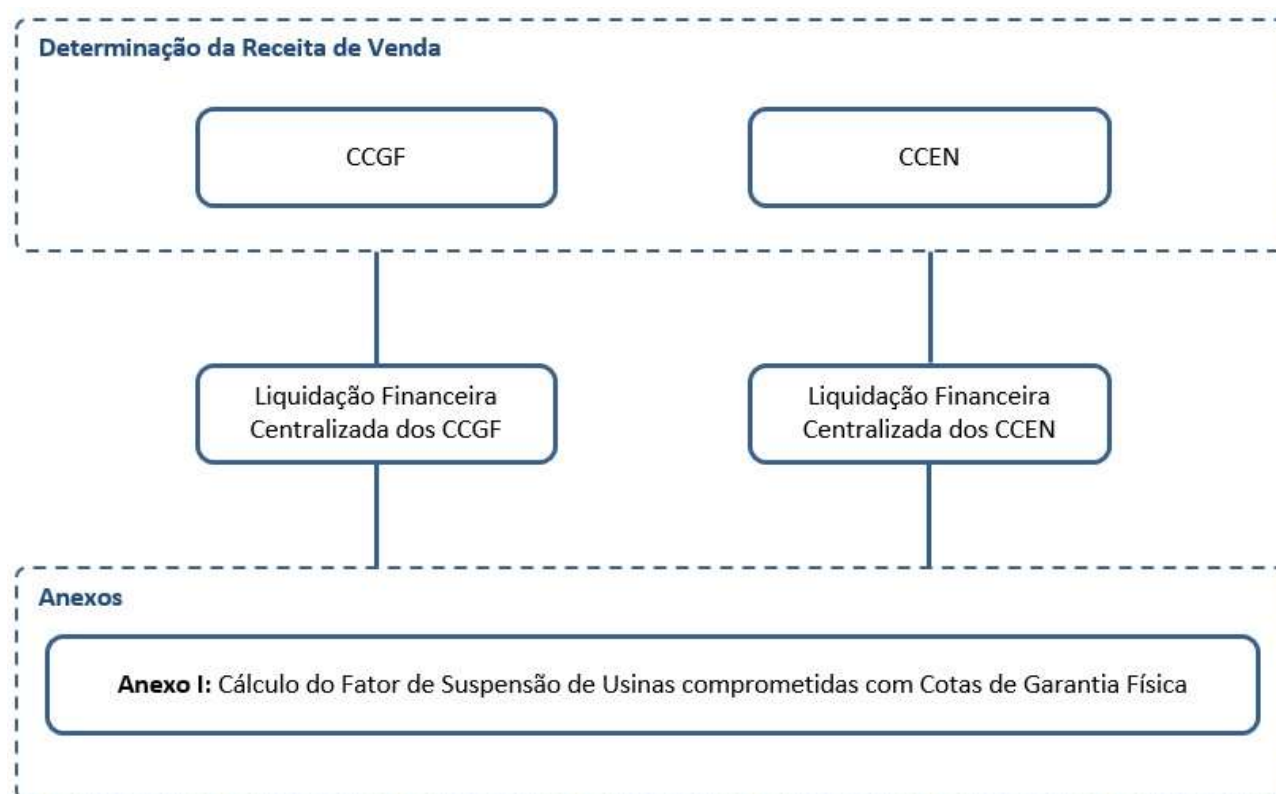 Determinação da Receita de Venda
CCGF
CCEN
Liquidação Financeira
Centralizada dos CCGF
Liquidação Financeira
Centralizada dos CCEN
Anexos
Anexo I: Cálculo do Fator de Suspensão de Usinas comprometidas com Cotas de Garantia Física